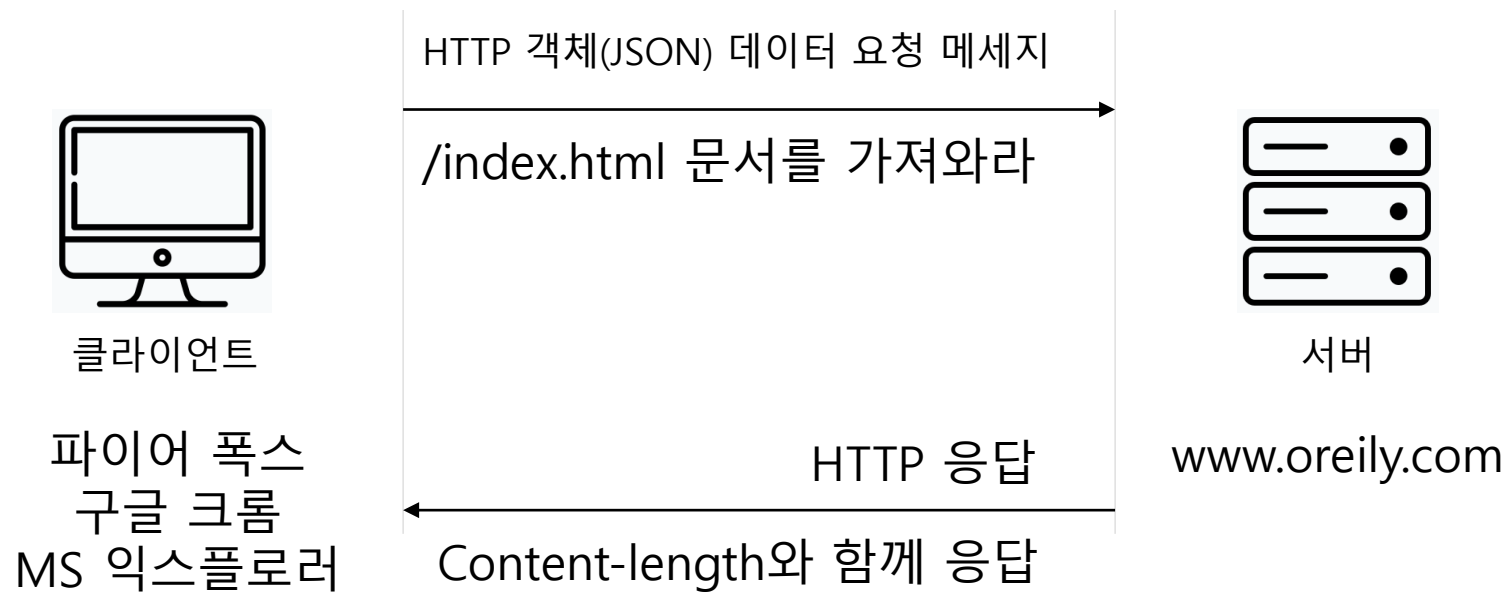 HTTP 객체(JSON) 데이터 요청 메세지
/index.html 문서를 가져와라
클라이언트
서버
파이어 폭스
구글 크롬
MS 익스플로러
HTTP 응답
www.oreily.com
Content-length와 함께 응답